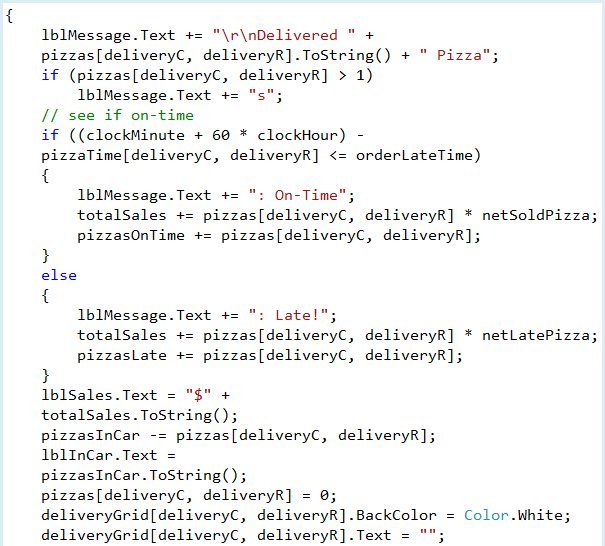 {
    lblMessage.Text += "\r\nDelivered " +
    pizzas[deliveryC, deliveryR].ToString() + " Pizza";
    if (pizzas[deliveryC, deliveryR] > 1)
        lblMessage.Text += "s";
    // see if on-time
    if ((clockMinute + 60 * clockHour) -
    pizzaTime[deliveryC, deliveryR] <= orderLateTime)
    {
        lblMessage.Text += ": On-Time";
        totalSales += pizzas[deliveryC, deliveryR] * netSoldPizza;
        pizzasOnTime += pizzas[deliveryC, deliveryR];
    }
    else
    {
        lblMessage.Text += ": Late!";
        totalSales += pizzas[deliveryC, deliveryR] * netLatePizza;
        pizzasLate += pizzas[deliveryC, deliveryR];
    }
    lblSales.Text = "$" +
    totalSales.ToString();
    pizzasInCar -= pizzas[deliveryC, deliveryR];
    lblInCar.Text =
    pizzasInCar.ToString();
    pizzas[deliveryC, deliveryR] = 0;
    deliveryGrid[deliveryC, deliveryR].BackColor = Color.White;
    deliveryGrid[deliveryC, deliveryR].Text = "";